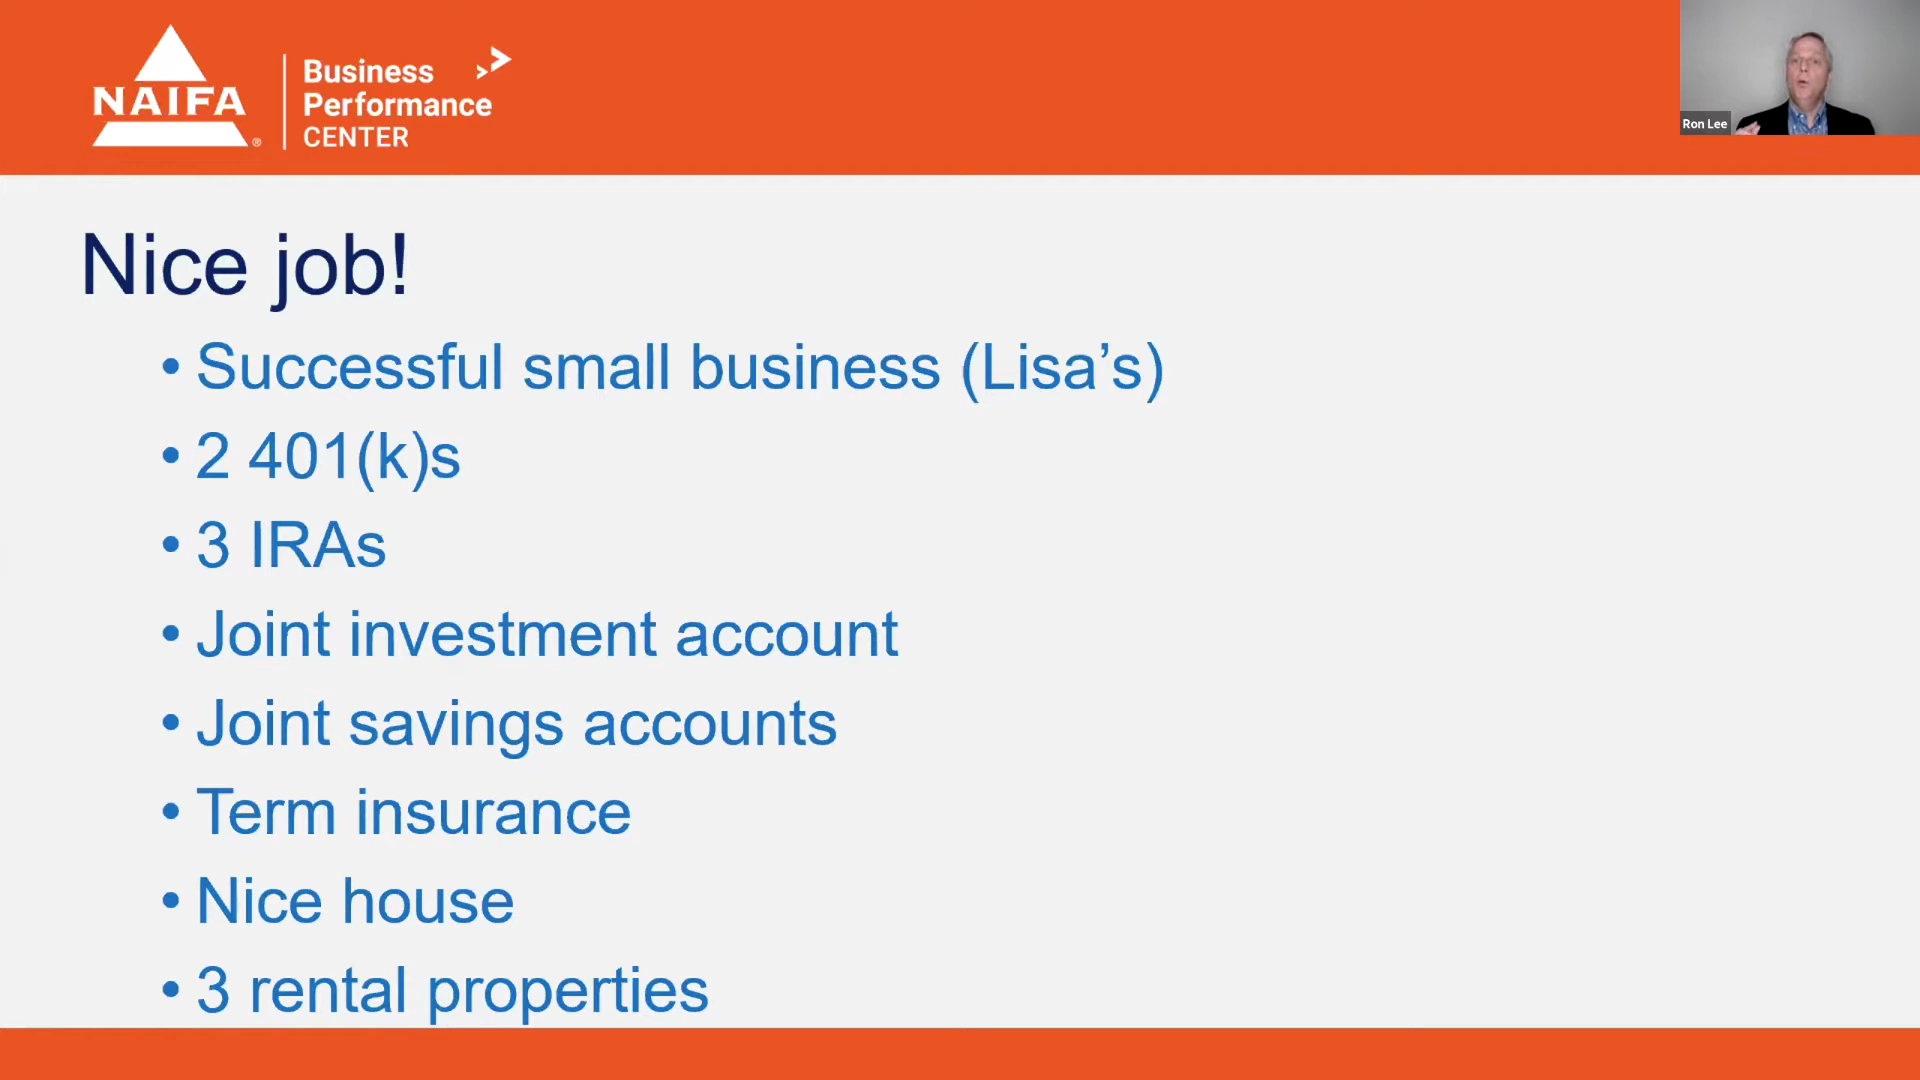 NAIFA®
Business
Performance
CENTER
Ron Lee
Nice job!
• Successful small business (Lisa’s)
• 2 401(k)s
• 3 IRAs
• Joint investment account
• Joint savings accounts
• Term insurance
• Nice house
• 3 rental properties